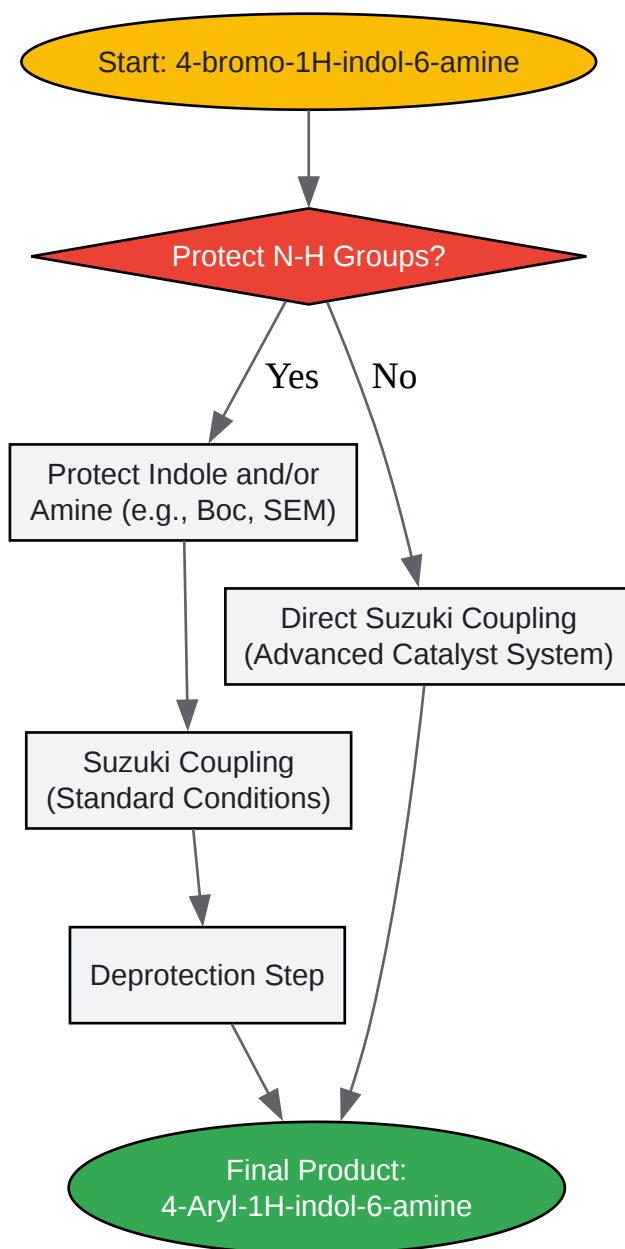 Start: 4-bromo-1H-indol-6-amine
Protect N-H Groups?
Yes
No
Protect Indole and/or
Amine (e.g., Boc, SEM)
Direct Suzuki Coupling
(Advanced Catalyst System)
Suzuki Coupling
(Standard Conditions)
Deprotection Step
Final Product:
4-Aryl-1H-indol-6-amine